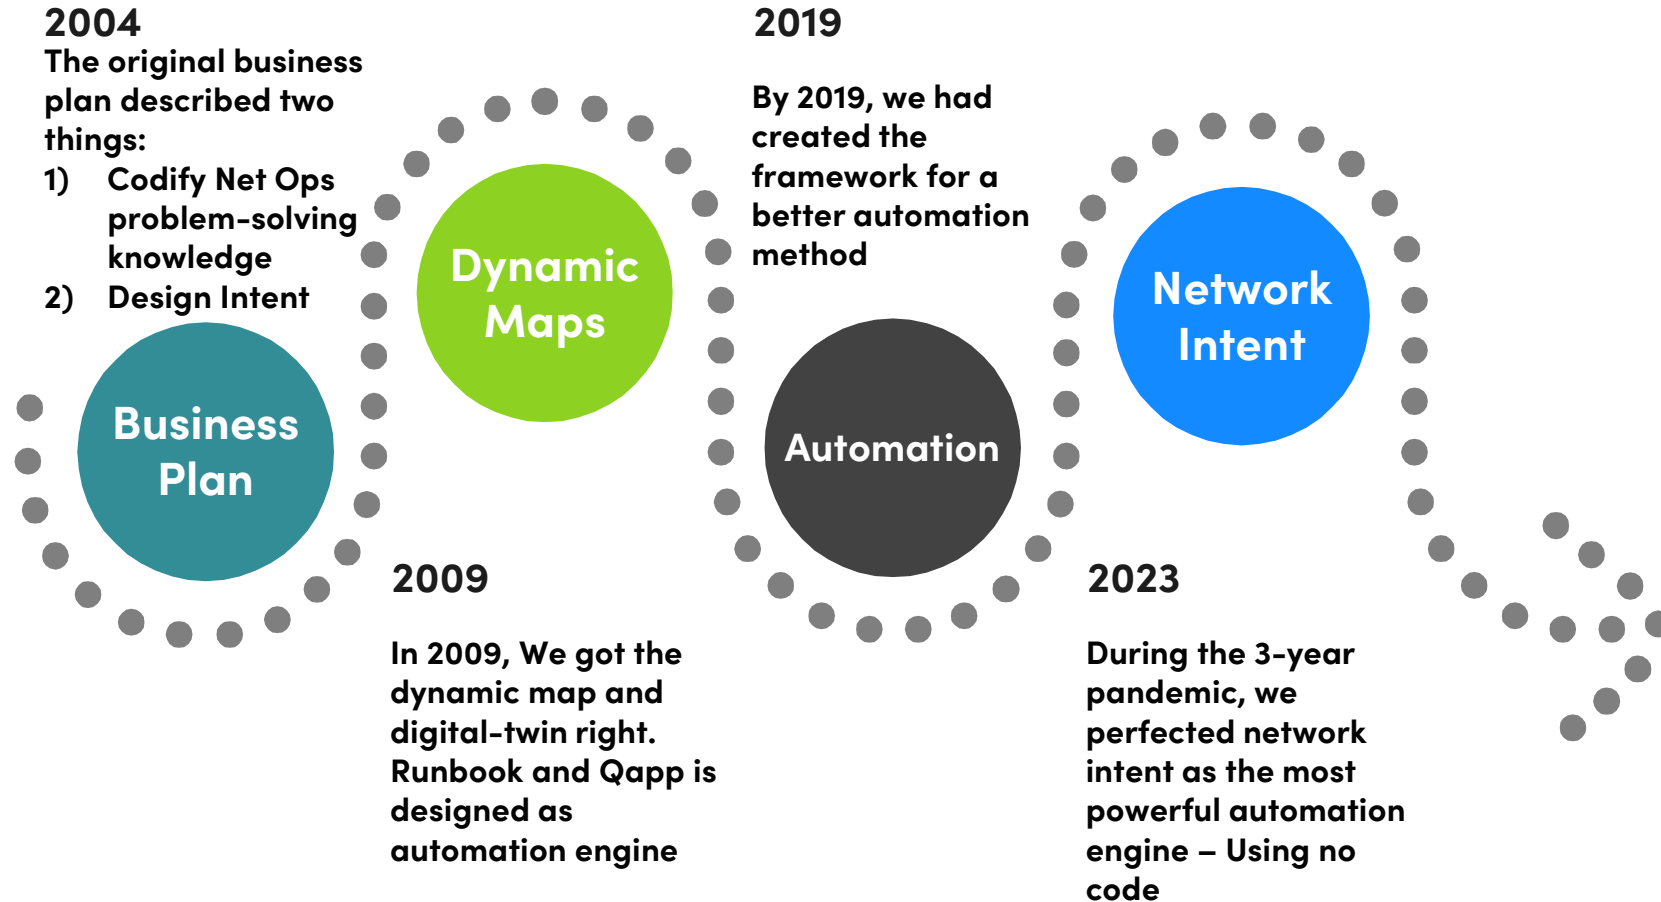 2004
The original business
plan described two
things:
1) Codify Net Ops
problem-solving
knowledge
2) Design Intent
Business
Plan
Dynamic
Maps
2009
In 2009, We got the
dynamic map and
digital-twin right.
Runbook and Qapp is
designed as
automation engine
2019
By 2019, we had
created the
framework for a
better automation
method
Automation
Network
Intent
2023
During the 3-year
pandemic, we
perfected network
intent as the most
powerful automation
engine – Using no
code